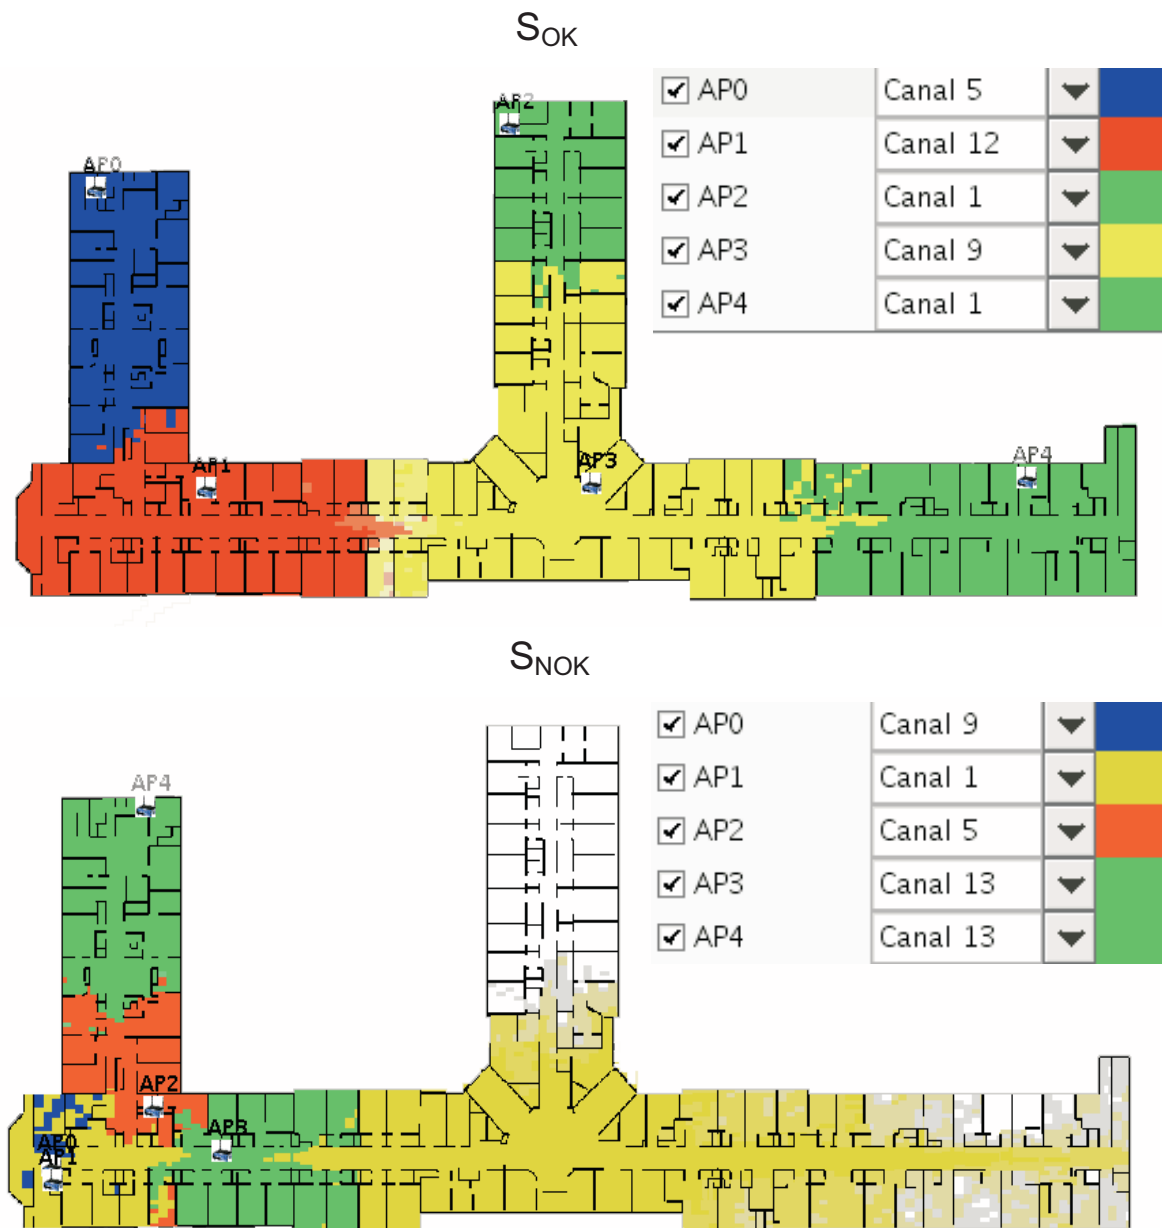 SOK
AP0 Canal 5
AP1 Canal 12
AP2 Canal 1
AP3 Canal 9
AP4 Canal 1
AP2
AP0
AP1
AP3
AP4
SNOK
AP0 Canal 9
AP1 Canal 1
AP2 Canal 5
AP3 Canal 13
AP4 Canal 13
AP4
AP2
AP3
AP0
AP1